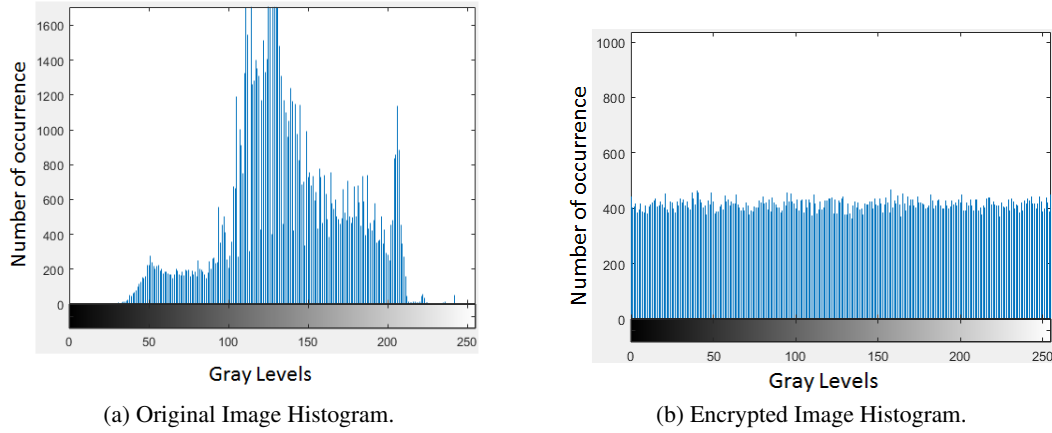 1600
1400
1200
1000
800
600
400
200
0
Number of occurrence
0 50 100 150 200 250
Gray Levels
(a) Original Image Histogram.
1000
800
600
400
200
0
Number of occurrence
0 50 100 150 200 250
Gray Levels
(b) Encrypted Image Histogram.